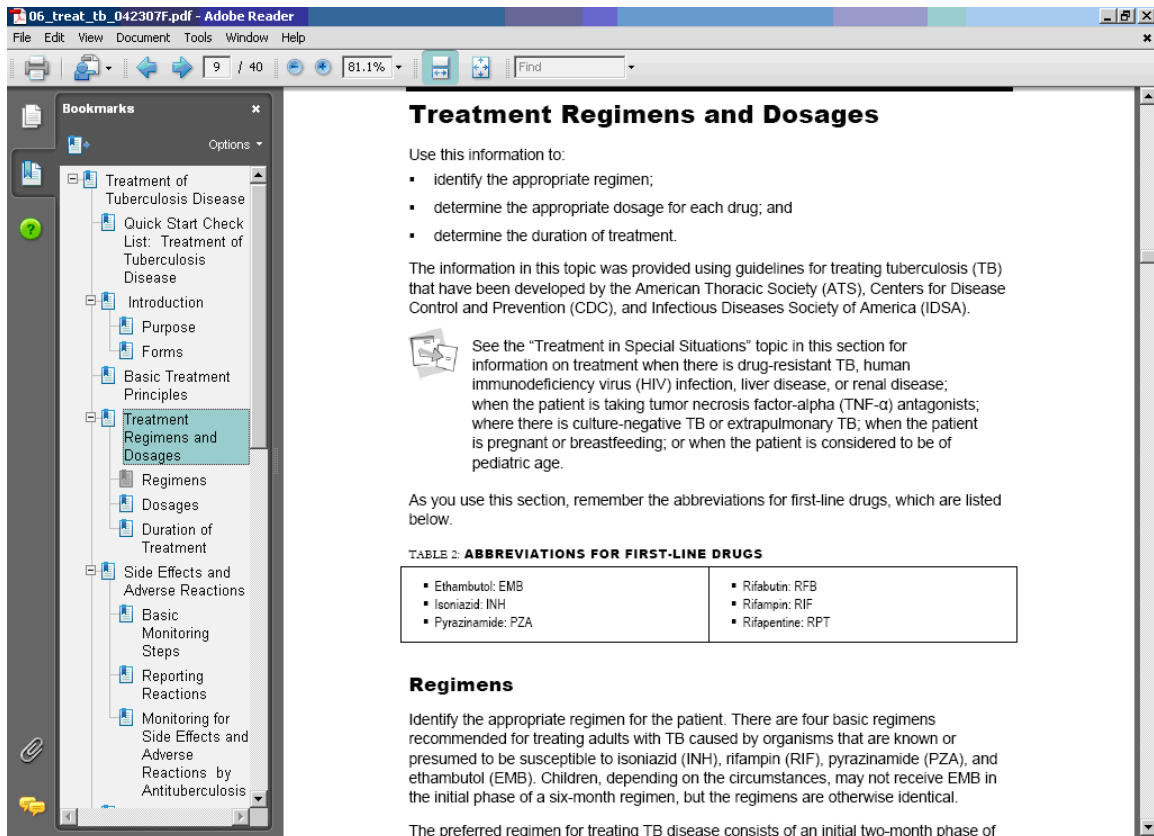 06_treat_tb_042307F.pdf - Adobe Reader
File Edit View Document Tools Window Help
9 / 40 81.1% Find
Bookmarks
Options
Treatment of
Tuberculosis Disease
Quick Start Check
List: Treatment of
Tuberculosis
Disease
Introduction
Purpose
Forms
Basic Treatment
Principles
Treatment
Regimens and
Dosages
Regimens
Dosages
Duration of
Treatment
Side Effects and
Adverse Reactions
Basic
Monitoring
Steps
Reporting
Reactions
Monitoring for
Side Effects and
Adverse
Reactions by
Antituberculosis
Treatment Regimens and Dosages
Use this information to:
▪ identify the appropriate regimen;
▪ determine the appropriate dosage for each drug; and
▪ determine the duration of treatment.
The information in this topic was provided using guidelines for treating tuberculosis (TB)
that have been developed by the American Thoracic Society (ATS), Centers for Disease
Control and Prevention (CDC), and Infectious Diseases Society of America (IDSA).
See the “Treatment in Special Situations” topic in this section for
information on treatment when there is drug-resistant TB, human
immunodeficiency virus (HIV) infection, liver disease, or renal disease;
when the patient is taking tumor necrosis factor-alpha (TNF-α) antagonists;
where there is culture-negative TB or extrapulmonary TB; when the patient
is pregnant or breastfeeding; or when the patient is considered to be of
pediatric age.
As you use this section, remember the abbreviations for first-line drugs, which are listed
below.
TABLE 2: ABBREVIATIONS FOR FIRST-LINE DRUGS
▪ Ethambutol: EMB
▪ Isoniazid: INH
▪ Pyrazinamide: PZA
▪ Rifabutin: RFB
▪ Rifampin: RIF
▪ Rifapentine: RPT
Regimens
Identify the appropriate regimen for the patient. There are four basic regimens
recommended for treating adults with TB caused by organisms that are known or
presumed to be susceptible to isoniazid (INH), rifampin (RIF), pyrazinamide (PZA), and
ethambutol (EMB). Children, depending on the circumstances, may not receive EMB in
the initial phase of a six-month regimen, but the regimens are otherwise identical.
The preferred regimen for treating TB disease consists of an initial two-month phase of